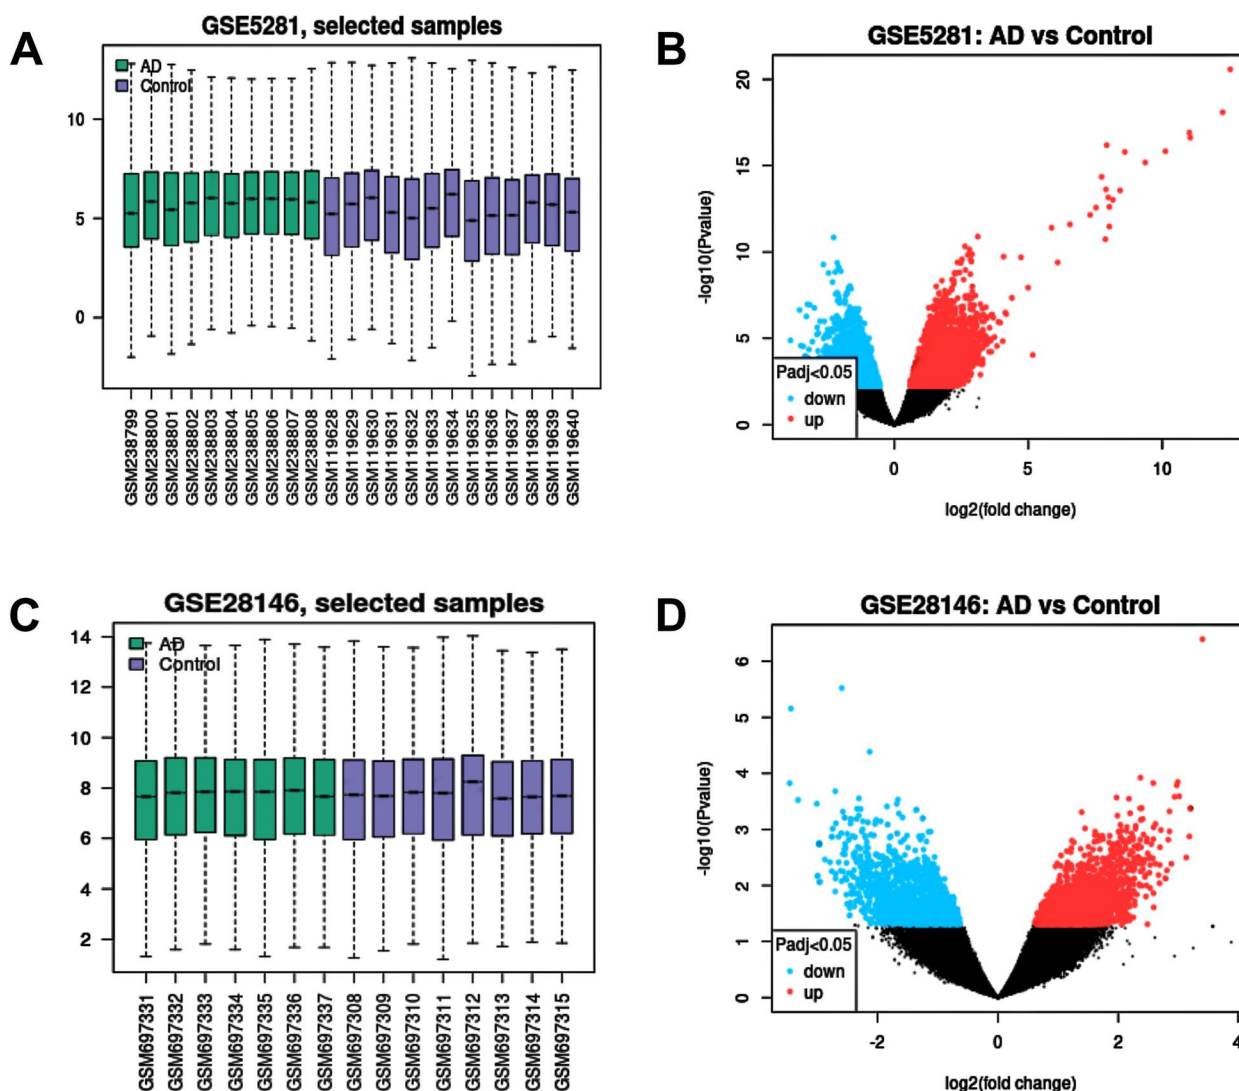 A
GSE5281, selected samples
AD
Control
10
5
0
GSM238799
GSM238800
GSM238801
GSM238802
GSM238803
GSM238804
GSM238805
GSM238806
GSM238807
GSM238808
GSM119628
GSM119629
GSM119630
GSM119631
GSM119632
GSM119633
GSM119634
GSM119635
GSM119636
GSM119637
GSM119638
GSM119639
GSM119640
B
GSE5281: AD vs Control
-log10(Pvalue)
20
15
10
5
0
Padj<0.05
down
up
0 5 10
log2(fold change)
C
GSE28146, selected samples
AD
Control
14
12
10
8
6
4
2
GSM697331
GSM697332
GSM697333
GSM697334
GSM697335
GSM697336
GSM697337
GSM697308
GSM697309
GSM697310
GSM697311
GSM697312
GSM697313
GSM697314
GSM697315
D
GSE28146: AD vs Control
-log10(Pvalue)
6
5
4
3
2
1
0
Padj<0.05
down
up
-2 0 2 4
log2(fold change)